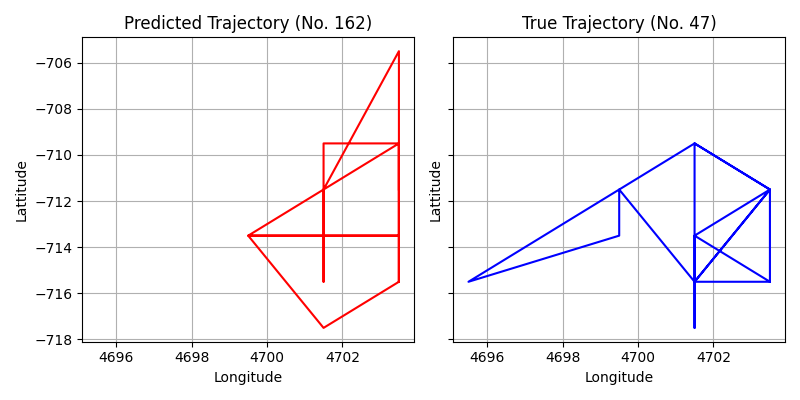 Predicted Trajectory (No. 162)
True Trajectory (No. 47)
Lattitude
−706
−708
−710
−712
−714
−716
−718
4696
4698
4700
4702
Longitude
Lattitude
4696
4698
4700
4702
Longitude